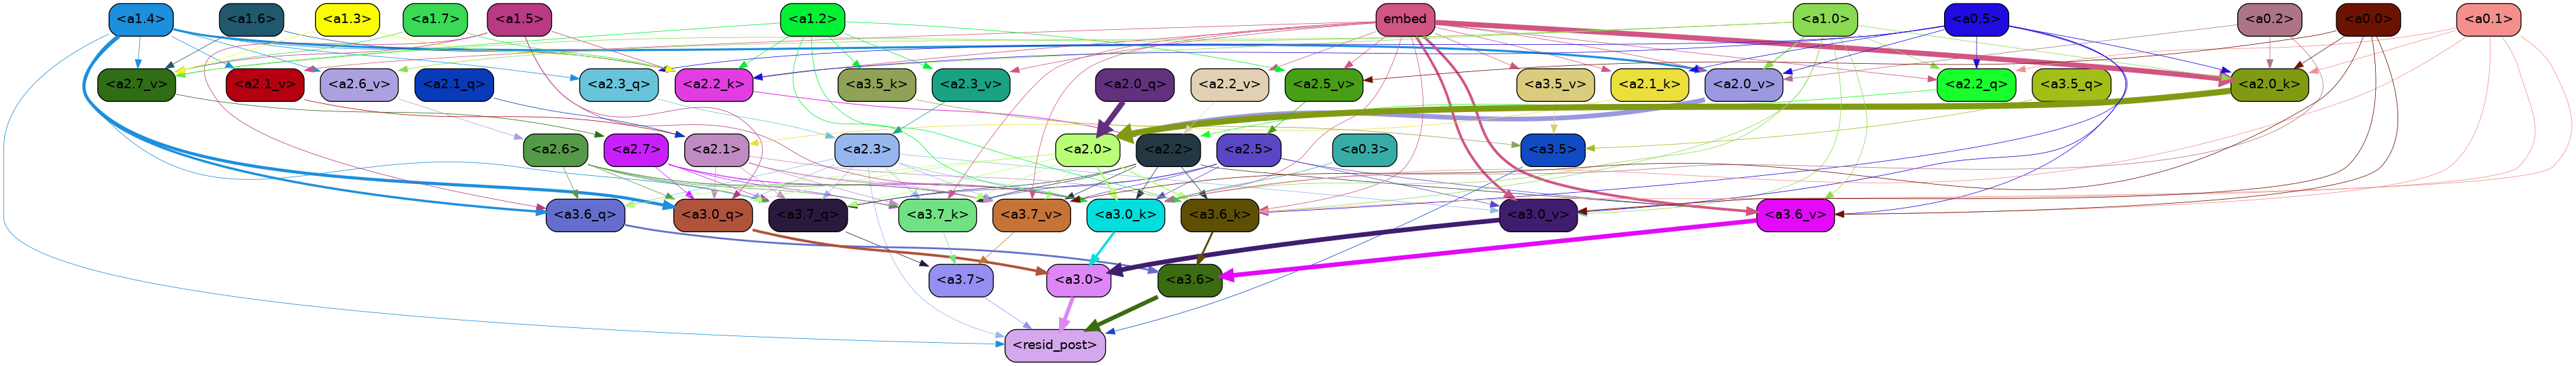 <a1.4> <a1.6> <a1.3> <a1.7> <a1.5> <a1.2> embed <a1.0> <a0.5> <a0.2> <a0.0> <a0.1>
<a2.7_v> <a2.1_v> <a2.6_v> <a2.1_q> <a2.3_q> <a2.2_k> <a3.5_k> <a2.3_v> <a2.0_q> <a2.2_v> <a2.5_v> <a3.5_v> <a2.1_k> <a2.0_v> <a2.2_q> <a3.5_q> <a2.0_k>
<a2.6> <a2.7> <a2.1> <a2.3> <a2.0> <a2.2> <a2.5> <a0.3> <a3.5>
<a3.6_q> <a3.0_q> <a3.7_q> <a3.7_k> <a3.7_v> <a3.0_k> <a3.6_k> <a3.0_v> <a3.6_v>
<a3.7> <a3.0> <a3.6>
<resid_post>